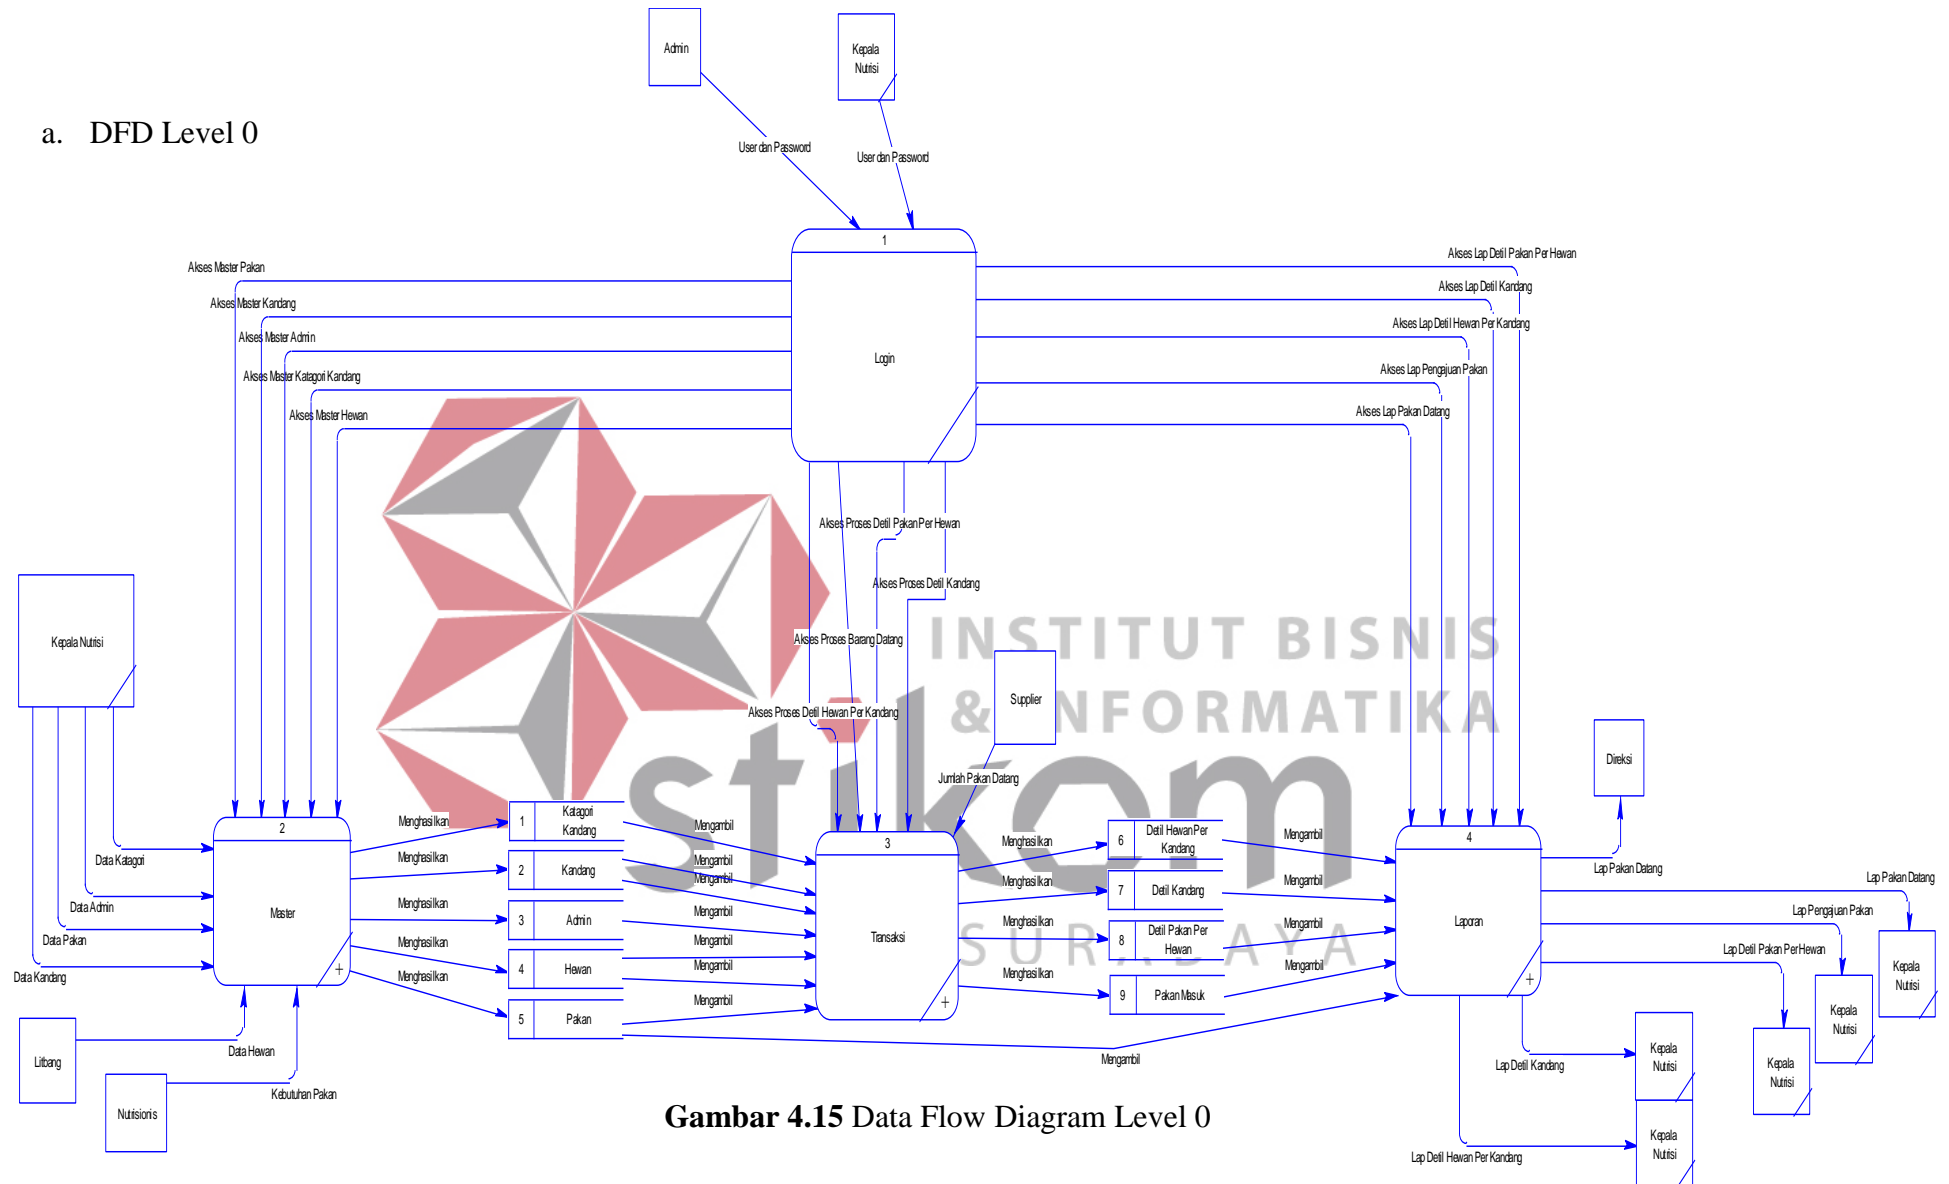 Admin
Kepala
Nutrisi
a. DFD Level 0
User dan Password
User dan Password
1
Login
Akses Master Pakan
Akses Master Kandang
Akses Master Admin
Akses Master Katagori Kandang
Akses Master Hewan
Akses Lap Detil Pakan Per Hewan
Akses Lap Detil Kandang
Akses Lap Detil Hewan Per Kandang
Akses Lap Pengajuan Pakan
Akses Lap Pakan Datang
Akses Proses Detil Pakan Per Hewan
Akses Proses Detil Kandang
Akses Proses Barang Datang
Akses Proses Detil Hewan Per Kandang
INSTITUT BISNIS
& INFORMATIKA
stikom
SURABAYA
Kepala Nutrisi
Supplier
Jumlah Pakan Datang
Direksi
Data Katagori
Data Admin
Data Pakan
Data Kandang
2
Master
+
Litbang
Data Hewan
Nutrisionis
Kebutuhan Pakan
Menghasilkan
Menghasilkan
Menghasilkan
Menghasilkan
Menghasilkan
1 Katagori
Kandang
2 Kandang
3 Admin
4 Hewan
5 Pakan
Mengambil
Mengambil
Mengambil
Mengambil
Mengambil
Mengambil
Mengambil
3
Transaksi
+
Menghasilkan
Menghasilkan
Menghasilkan
Menghasilkan
6 Detil Hewan Per
Kandang
7 Detil Kandang
8 Detil Pakan Per
Hewan
9 Pakan Masuk
Mengambil
Mengambil
Mengambil
Mengambil
Mengambil
4
Laporan
+
Lap Pakan Datang
Lap Pakan Datang
Lap Pengajuan Pakan
Lap Detil Pakan Per Hewan
Lap Detil Kandang
Lap Detil Hewan Per Kandang
Kepala
Nutrisi
Kepala
Nutrisi
Kepala
Nutrisi
Kepala
Nutrisi
Kepala
Nutrisi
Gambar 4.15 Data Flow Diagram Level 0